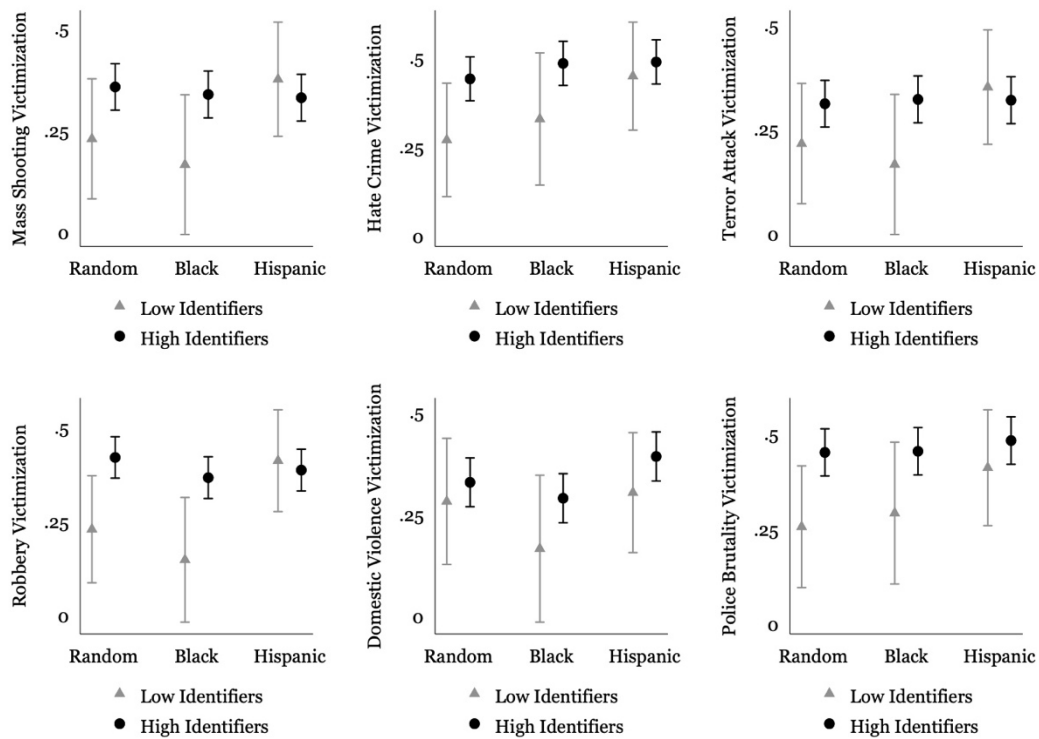 Mass Shooting Victimization
.5
.25
0
Random Black Hispanic
Low Identifiers
High Identifiers
Hate Crime Victimization
.5
.25
0
Random Black Hispanic
Low Identifiers
High Identifiers
Terror Attack Victimization
.5
.25
0
Random Black Hispanic
Low Identifiers
High Identifiers
Robbery Victimization
.5
.25
0
Random Black Hispanic
Low Identifiers
High Identifiers
Domestic Violence Victimization
.5
.25
0
Random Black Hispanic
Low Identifiers
High Identifiers
Police Brutality Victimization
.5
.25
0
Random Black Hispanic
Low Identifiers
High Identifiers